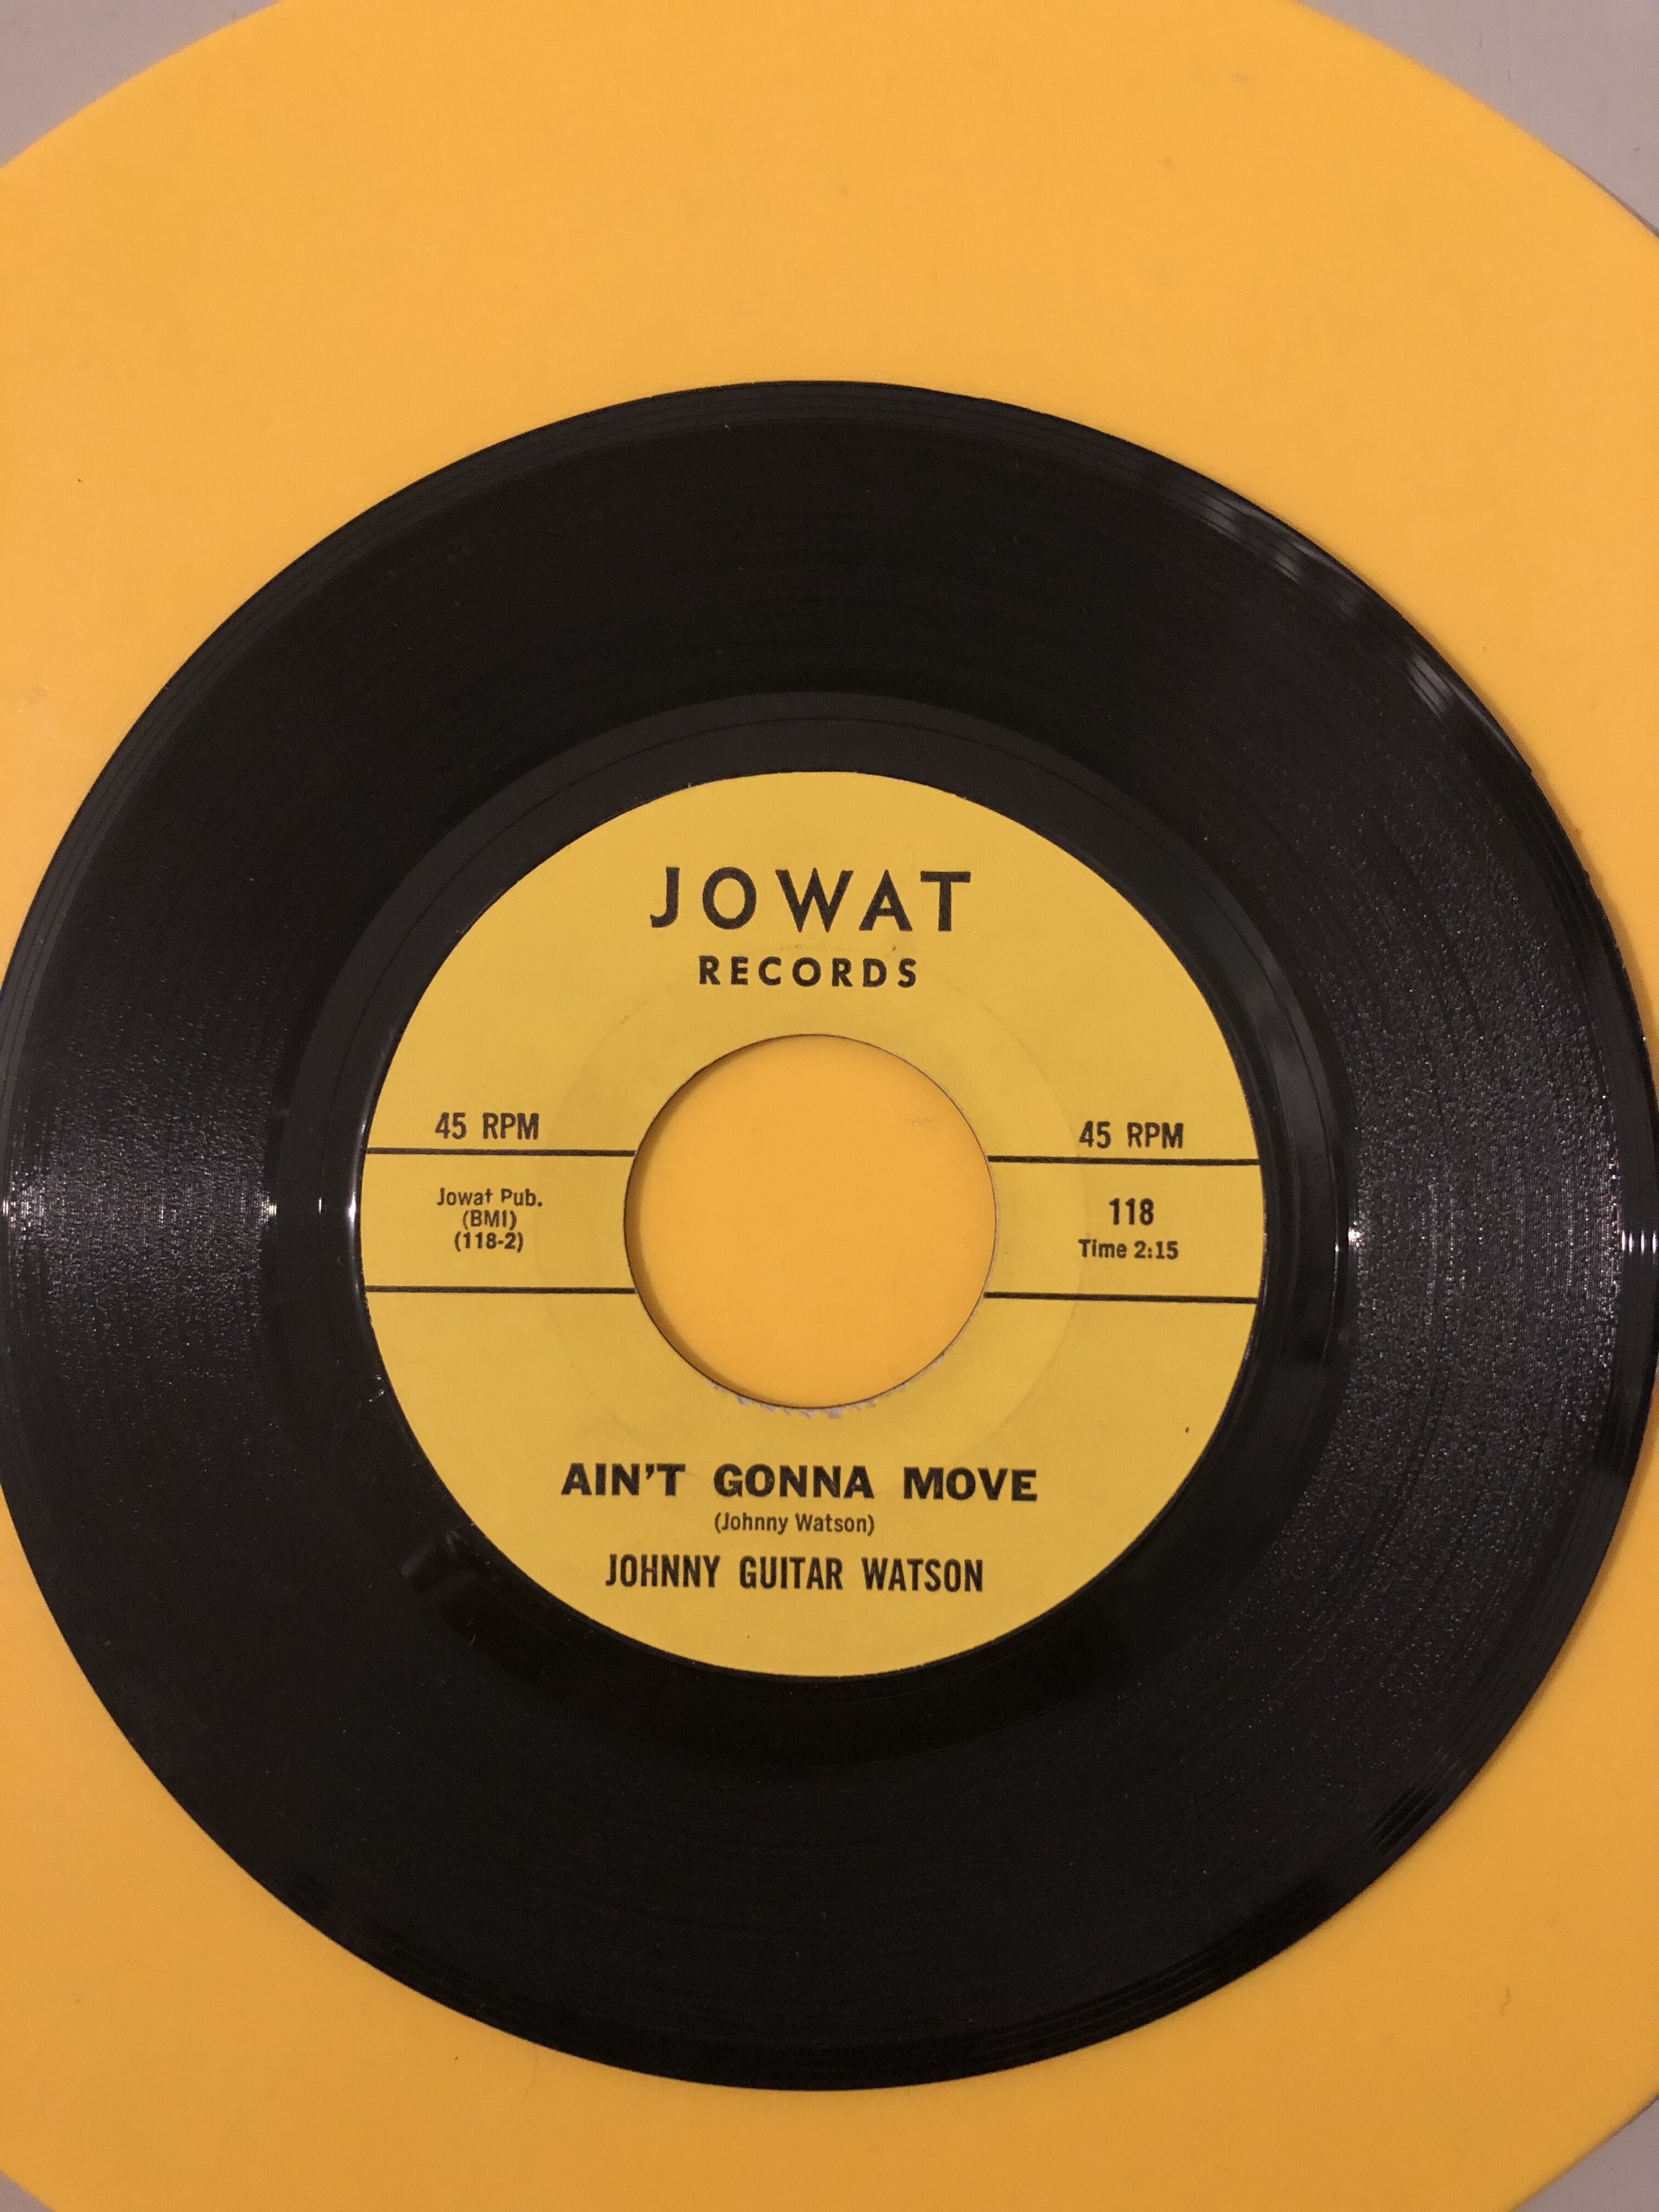 JOWAT
RECORDS
45 RPM
45 RPM
Jowat Pub.
(BMI)
(118-2)
118
Time 2:15
AIN'T GONNA MOVE
(Johnny Watson)
JOHNNY GUITAR WATSON